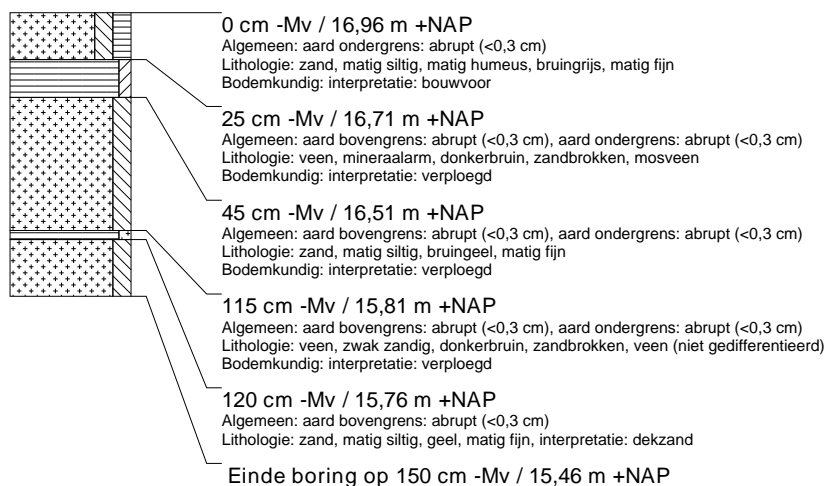 0 cm -Mv / 16,96 m +NAP
Algemeen: aard ondergrens: abrupt (<0,3 cm)
Lithologie: zand, matig siltig, matig humeus, bruingrijs, matig fijn
Bodemkundig: interpretatie: bouwvoor
25 cm -Mv / 16,71 m +NAP
Algemeen: aard bovengrens: abrupt (<0,3 cm), aard ondergrens: abrupt (<0,3 cm)
Lithologie: veen, mineraalarm, donkerbruin, zandbrokken, mosveen
Bodemkundig: interpretatie: verploegd
45 cm -Mv / 16,51 m +NAP
Algemeen: aard bovengrens: abrupt (<0,3 cm), aard ondergrens: abrupt (<0,3 cm)
Lithologie: zand, matig siltig, bruingeel, matig fijn
Bodemkundig: interpretatie: verploegd
115 cm -Mv / 15,81 m +NAP
Algemeen: aard bovengrens: abrupt (<0,3 cm), aard ondergrens: abrupt (<0,3 cm)
Lithologie: veen, zwak zandig, donkerbruin, zandbrokken, veen (niet gedifferentieerd)
Bodemkundig: interpretatie: verploegd
120 cm -Mv / 15,76 m +NAP
Algemeen: aard bovengrens: abrupt (<0,3 cm)
Lithologie: zand, matig siltig, geel, matig fijn, interpretatie: dekzand
Einde boring op 150 cm -Mv / 15,46 m +NAP